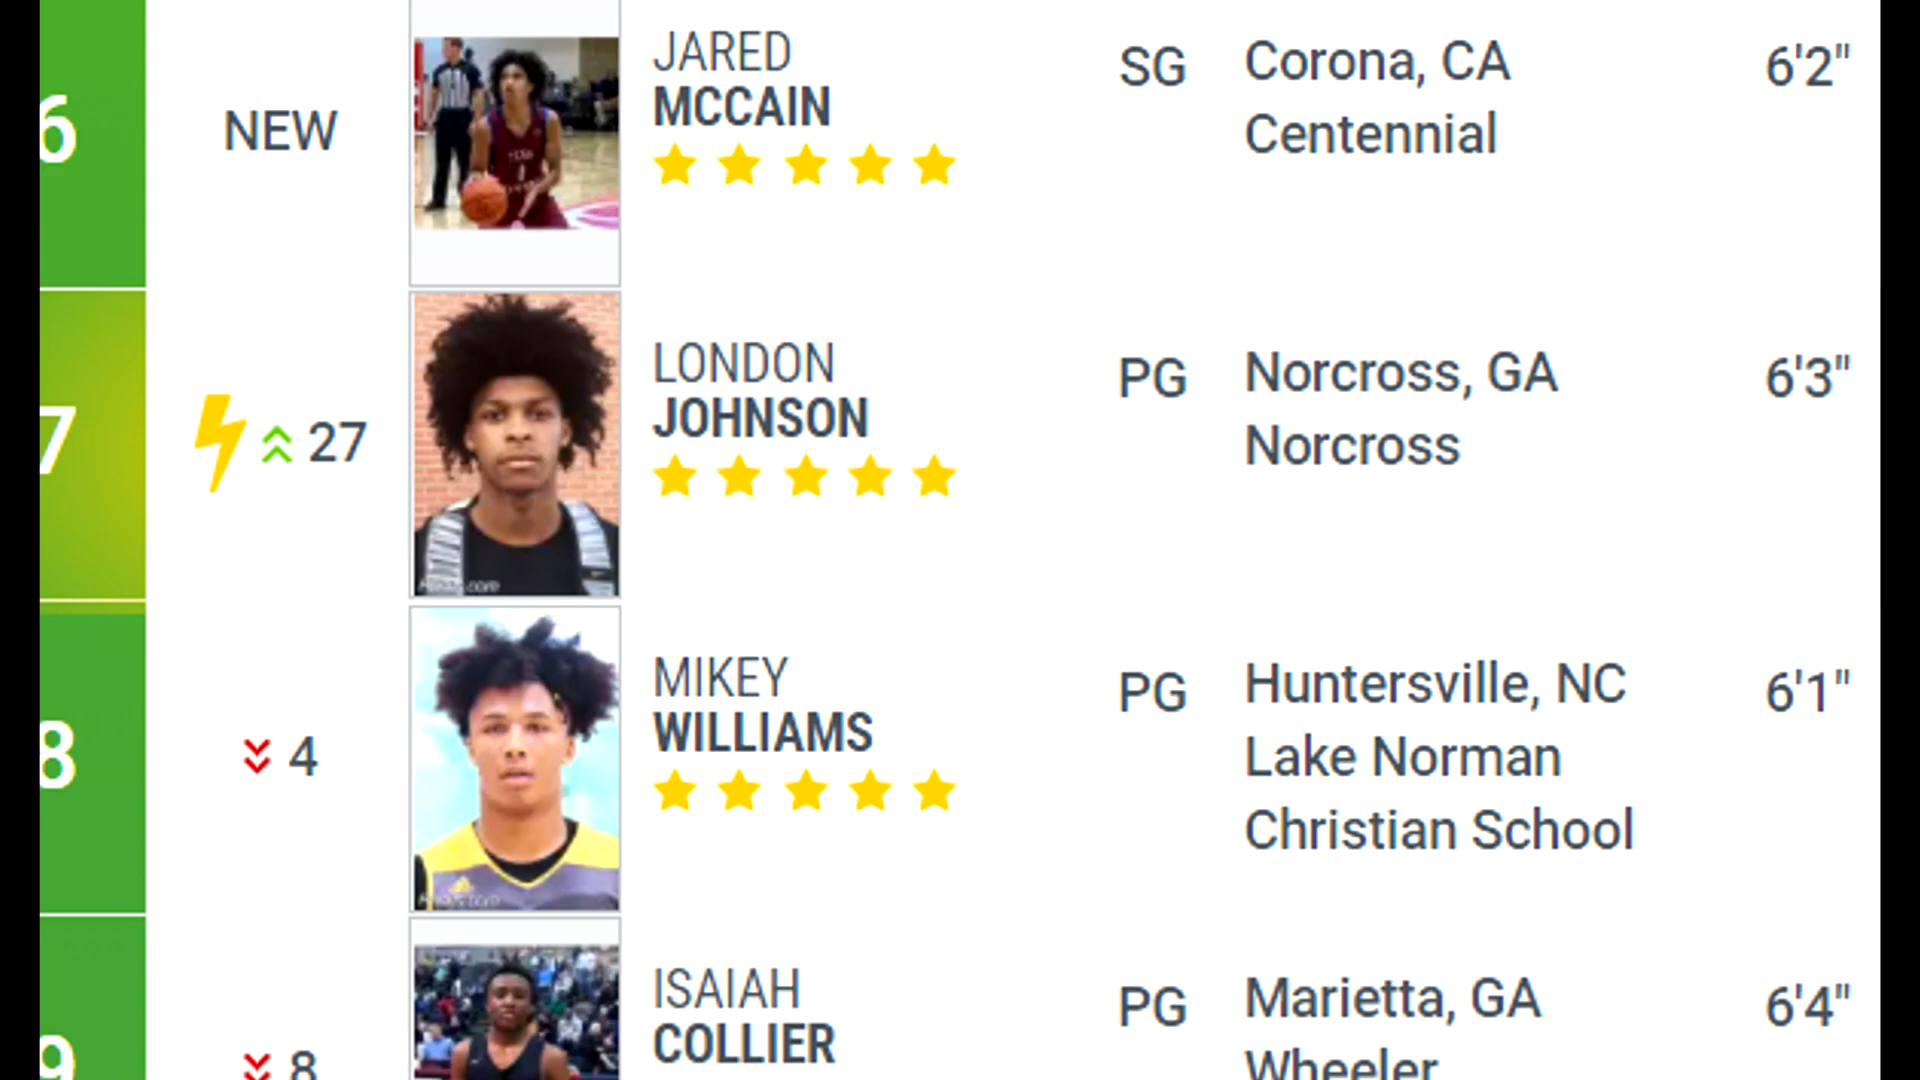 6
NEW
JARED
MCCAIN
SG
Corona, CA
Centennial
6'2"
7
27
LONDON
JOHNSON
PG
Norcross, GA
Norcross
6'3"
8
4
MIKEY
WILLIAMS
PG
Huntersville, NC
Lake Norman
Christian School
6'1"
9
8
ISAIAH
COLLIER
PG
Marietta, GA
Wheeler
6'4"